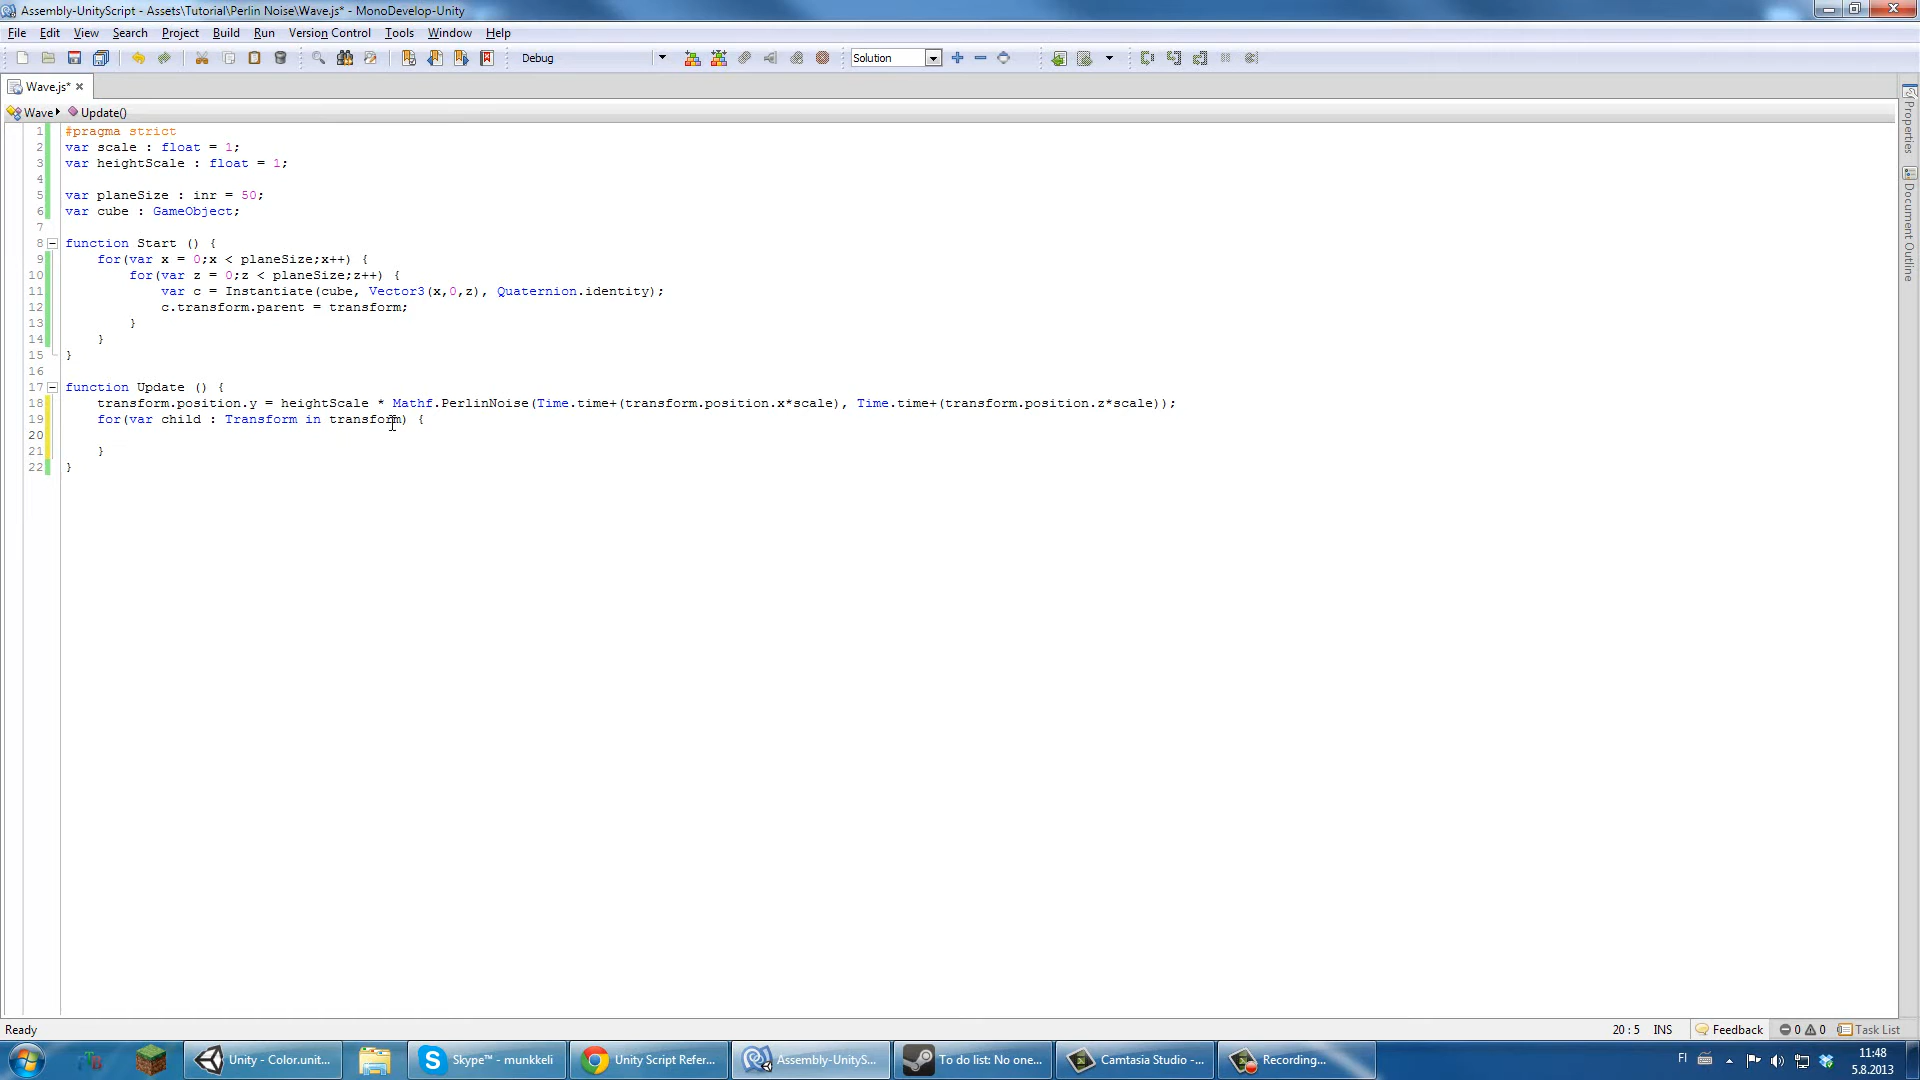 Assembly-UnityScript - Assets\Tutorial\Perlin Noise\Wave.js* - MonoDevelop-Unity
File Edit View Search Project Build Run Version Control Tools Window Help
Debug Solution
Wave.js*
Wave Update()
1 #pragma strict
2 var scale : float = 1;
3 var heightScale : float = 1;
4
5 var planeSize : inr = 50;
6 var cube : GameObject;
7
8 function Start () {
9 for(var x = 0;x < planeSize;x++) {
10 for(var z = 0;z < planeSize;z++) {
11 var c = Instantiate(cube, Vector3(x,0,z), Quaternion.identity);
12 c.transform.parent = transform;
13 }
14 }
15 }
16
17 function Update () {
18 transform.position.y = heightScale * Mathf.PerlinNoise(Time.time+(transform.position.x*scale), Time.time+(transform.position.z*scale));
19 for(var child : Transform in transform) {
20
21 }
22 }
Properties
Document Outline
Ready 20 : 5 INS Feedback 0 0 Task List
Unity - Color.unit... Skype™ - munkkeli Unity Script Refer... Assembly-UnityS... To do list: No one... Camtasia Studio -... Recording... FI 11:48
5.8.2013